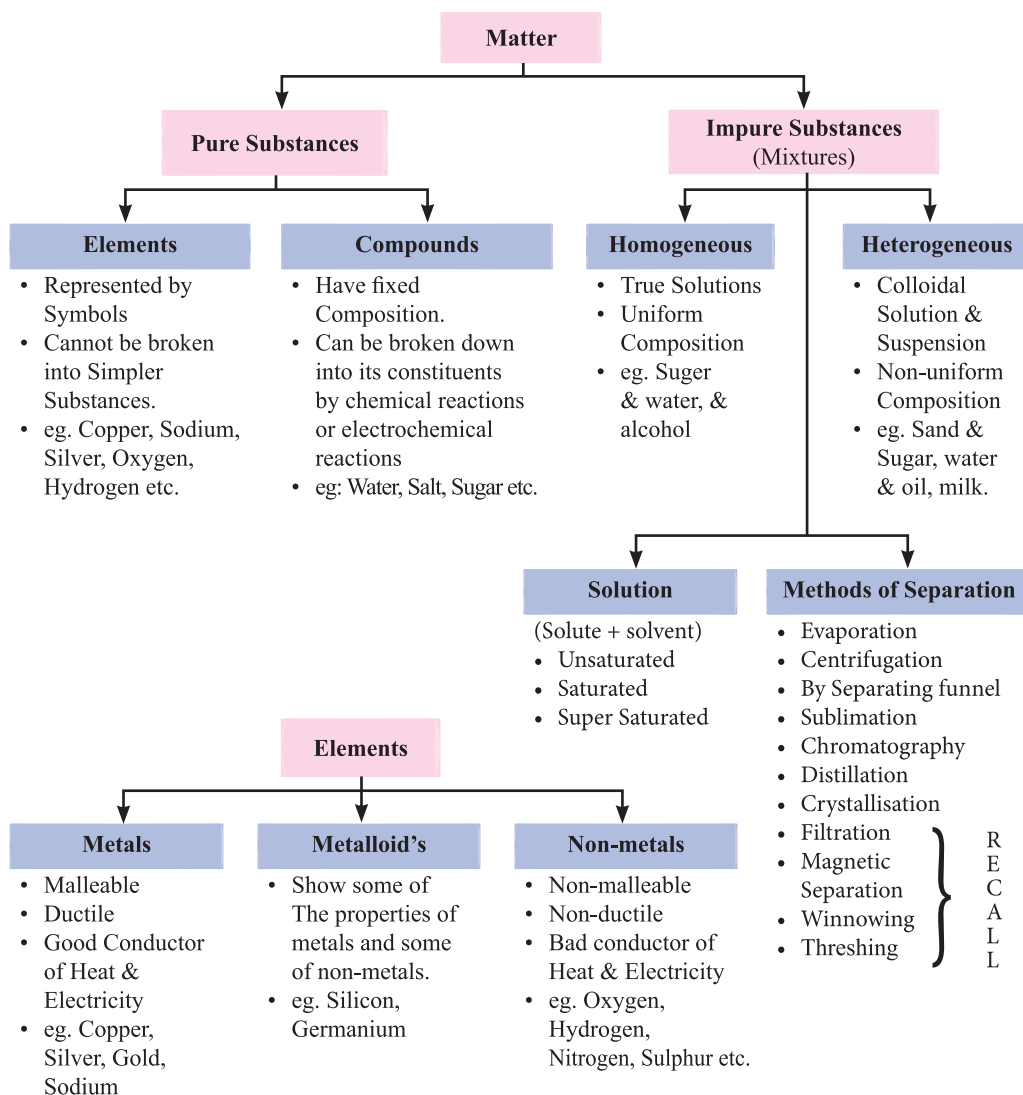 Matter
Pure Substances
Impure Substances
(Mixtures)
Elements
• Represented by
Symbols
• Cannot be broken
into Simpler
Substances.
• eg. Copper, Sodium,
Silver, Oxygen,
Hydrogen etc.
Compounds
• Have fixed
Composition.
• Can be broken down
into its constituents
by chemical reactions
or electrochemical
reactions
• eg: Water, Salt, Sugar etc.
Homogeneous
• True Solutions
• Uniform
Composition
• eg. Suger
& water, &
alcohol
Heterogeneous
• Colloidal
Solution &
Suspension
• Non-uniform
Composition
• eg. Sand &
Sugar, water
& oil, milk.
Solution
(Solute + solvent)
• Unsaturated
• Saturated
• Super Saturated
Methods of Separation
• Evaporation
• Centrifugation
• By Separating funnel
• Sublimation
• Chromatography
• Distillation
• Crystallisation
• Filtration
• Magnetic
Separation
• Winnowing
• Threshing
R
E
C
A
L
L
Elements
Metals
• Malleable
• Ductile
• Good Conductor
of Heat &
Electricity
• eg. Copper,
Silver, Gold,
Sodium
Metalloid's
• Show some of
The properties of
metals and some
of non-metals.
• eg. Silicon,
Germanium
Non-metals
• Non-malleable
• Non-ductile
• Bad conductor of
Heat & Electricity
• eg. Oxygen,
Hydrogen,
Nitrogen, Sulphur etc.